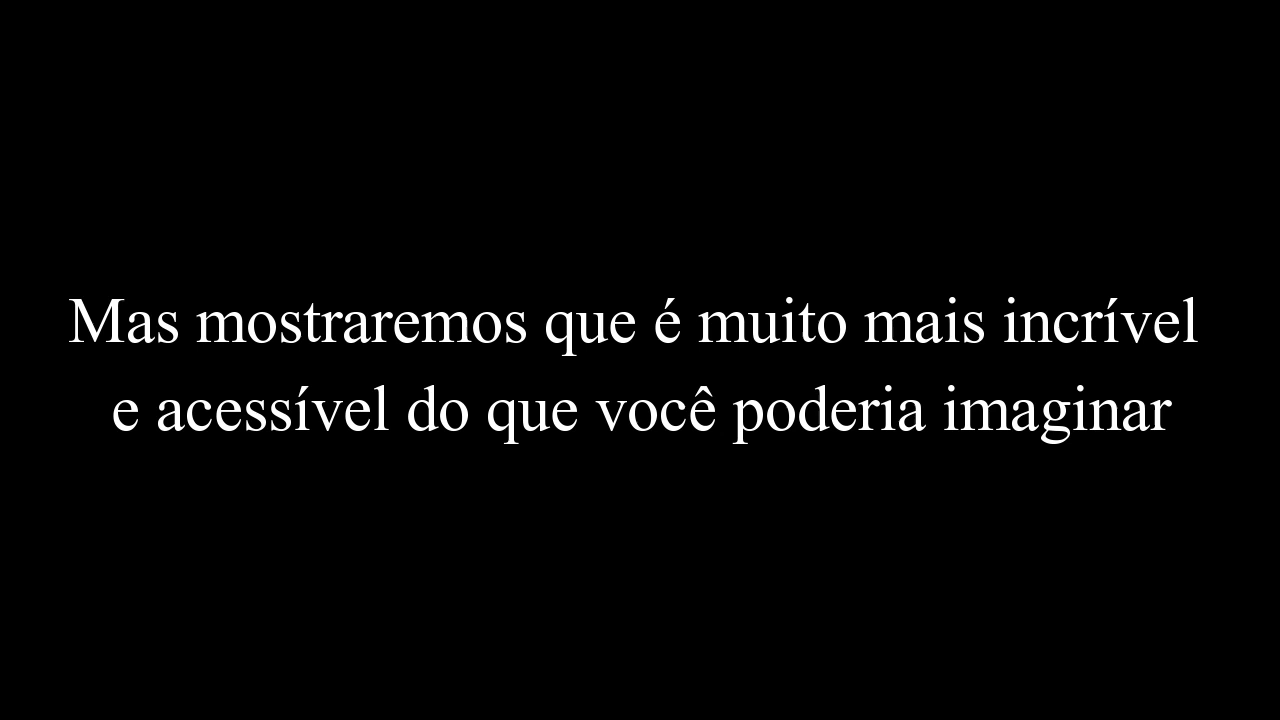 Mas mostraremos que é muito mais incrível
e acessível do que você poderia imaginar